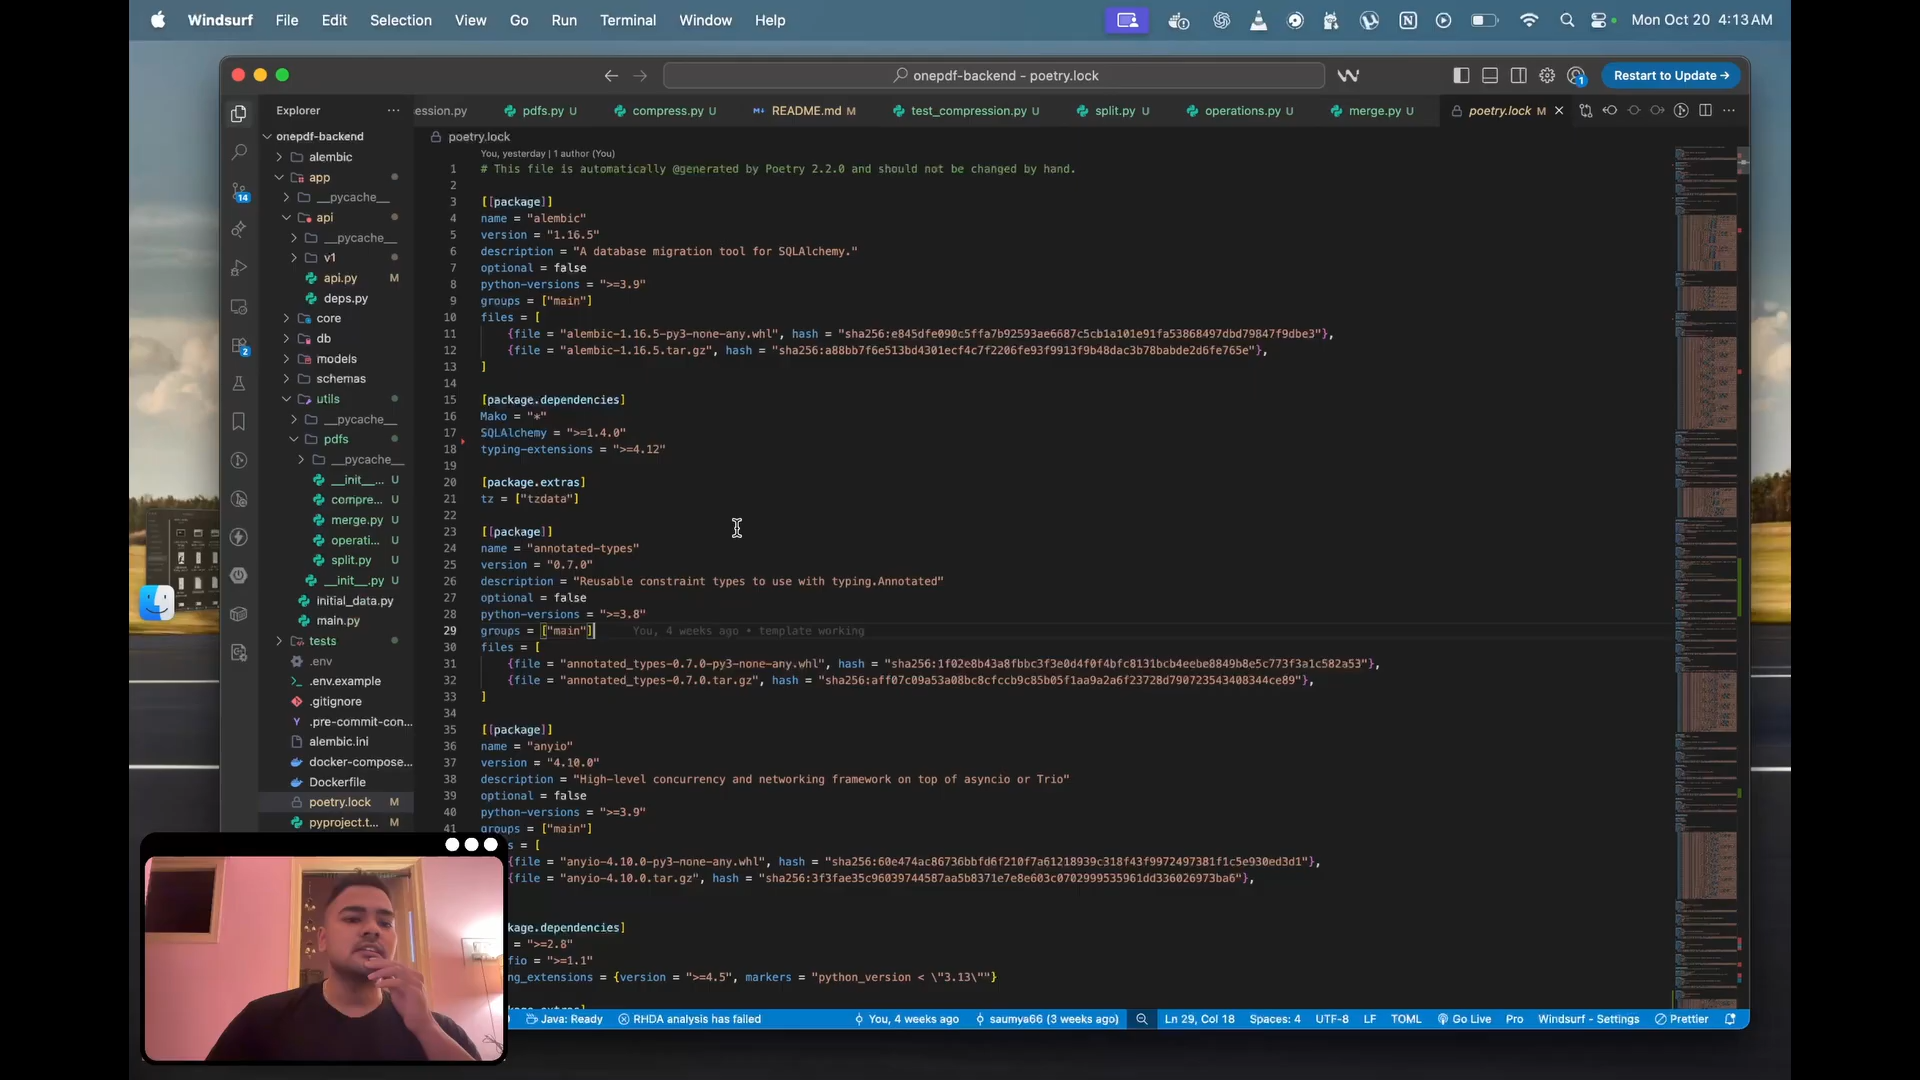 Windsurf File Edit Selection View Go Run Terminal Window Help Mon Oct 20 4:13 AM
onepdf-backend - poetry.lock
Restart to Update →
Explorer
ession.py
pdfs.py U
compress.py U
README.md M
test_compression.py U
split.py U
operations.py U
merge.py U
poetry.lock M
onepdf-backend
alembic
app
__pycache__
api
__pycache__
v1
api.py M
deps.py
core
db
models
schemas
utils
__pycache__
pdfs
__pycache__
__init__... U
compre... U
merge.py U
operati... U
split.py U
__init__.py U
initial_data.py
main.py
tests
.env
.env.example
.gitignore
.pre-commit-con...
alembic.ini
docker-compose...
Dockerfile
poetry.lock M
pyproject.t... M
14
2
1
poetry.lock
You, yesterday | 1 author (You)
1 # This file is automatically @generated by Poetry 2.2.0 and should not be changed by hand.
2
3 [[package]]
4 name = "alembic"
5 version = "1.16.5"
6 description = "A database migration tool for SQLAlchemy."
7 optional = false
8 python-versions = ">=3.9"
9 groups = ["main"]
10 files = [
11 {file = "alembic-1.16.5-py3-none-any.whl", hash = "sha256:e845dfe090c5ffa7b92593ae6687c5cb1a101e91fa53868497dbd79847f9dbe3"},
12 {file = "alembic-1.16.5.tar.gz", hash = "sha256:a88bb7f6e513bd4301ecf4c7f2206fe93f9913f9b48dac3b78babde2d6fe765e"},
13 ]
14
15 [package.dependencies]
16 Mako = "*"
17 SQLAlchemy = ">=1.4.0"
18 typing-extensions = ">=4.12"
19
20 [package.extras]
21 tz = ["tzdata"]
22
23 [[package]]
24 name = "annotated-types"
25 version = "0.7.0"
26 description = "Reusable constraint types to use with typing.Annotated"
27 optional = false
28 python-versions = ">=3.8"
29 groups = ["main"] You, 4 weeks ago • template working
30 files = [
31 {file = "annotated_types-0.7.0-py3-none-any.whl", hash = "sha256:1f02e8b43a8fbbc3f3e0d4f0f4bfc8131bcb4eebe8849b8e5c773f3a1c582a53"},
32 {file = "annotated_types-0.7.0.tar.gz", hash = "sha256:aff07c09a53a08bc8cfccb9c85b05f1aa9a2a6f23728d790723543408344ce89"},
33 ]
34
35 [[package]]
36 name = "anyio"
37 version = "4.10.0"
38 description = "High-level concurrency and networking framework on top of asyncio or Trio"
39 optional = false
40 python-versions = ">=3.9"
41 groups = ["main"]
s = [
{file = "anyio-4.10.0-py3-none-any.whl", hash = "sha256:60e474ac86736bbfd6f210f7a61218939c318f43f9972497381f1c5e930ed3d1"},
{file = "anyio-4.10.0.tar.gz", hash = "sha256:3f3fae35c96039744587aa5b8371e7e8e603c0702999535961dd336026973ba6"},
ckage.dependencies]
= ">=2.8"
fio = ">=1.1"
ng_extensions = {version = ">=4.5", markers = "python_version < \"3.13\""}
Java: Ready RHDA analysis has failed You, 4 weeks ago saumya66 (3 weeks ago) Ln 29, Col 18 Spaces: 4 UTF-8 LF TOML Go Live Pro Windsurf - Settings Prettier